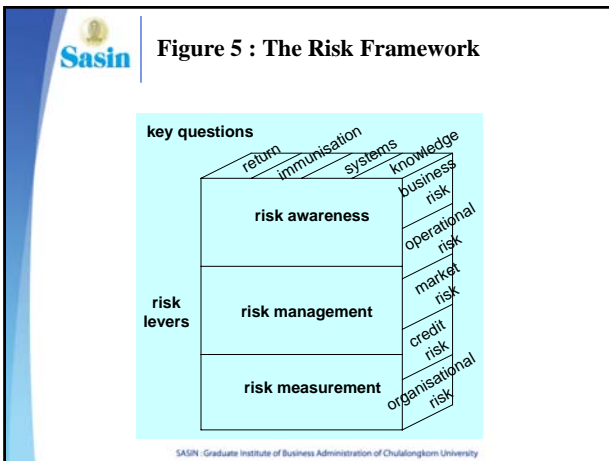 Sasin
Figure 5 : The Risk Framework
key questions
return
immunisation
systems
knowledge
business
risk
operational
risk
market
risk
credit
risk
organisational
risk
risk
levers
risk awareness
risk management
risk measurement
SASIN : Graduate Institute of Business Administration of Chulalongkorn University